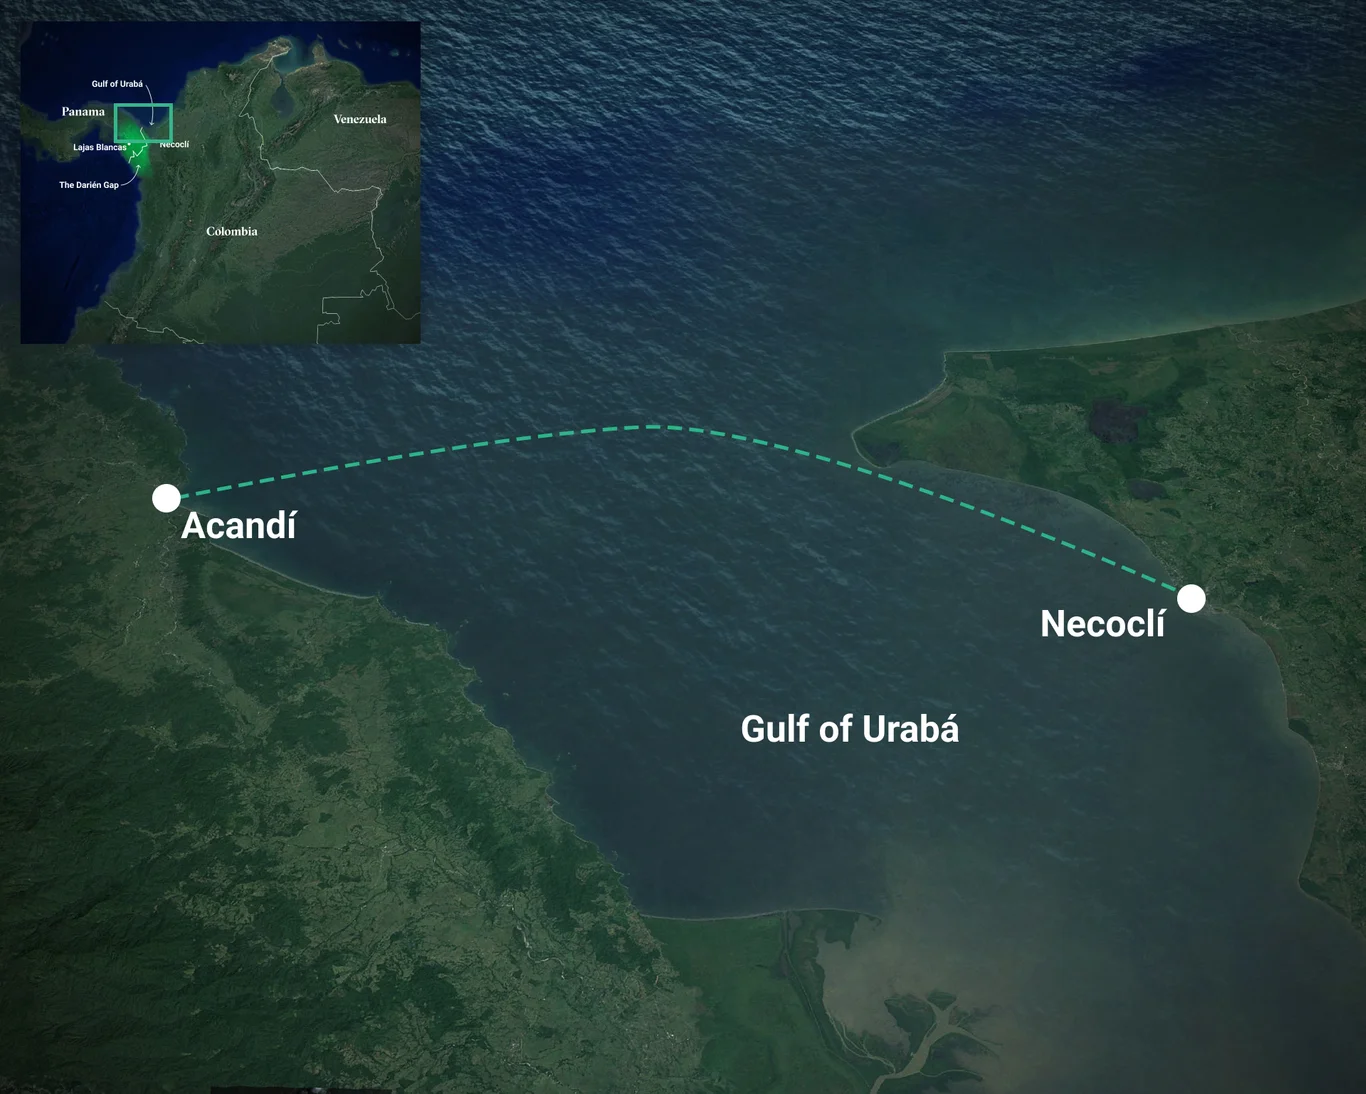 Gulf of Urabá
Panama
Venezuela
Lajas Blancas
Necoclí
The Darién Gap
Colombia
Acandí
Necoclí
Gulf of Urabá